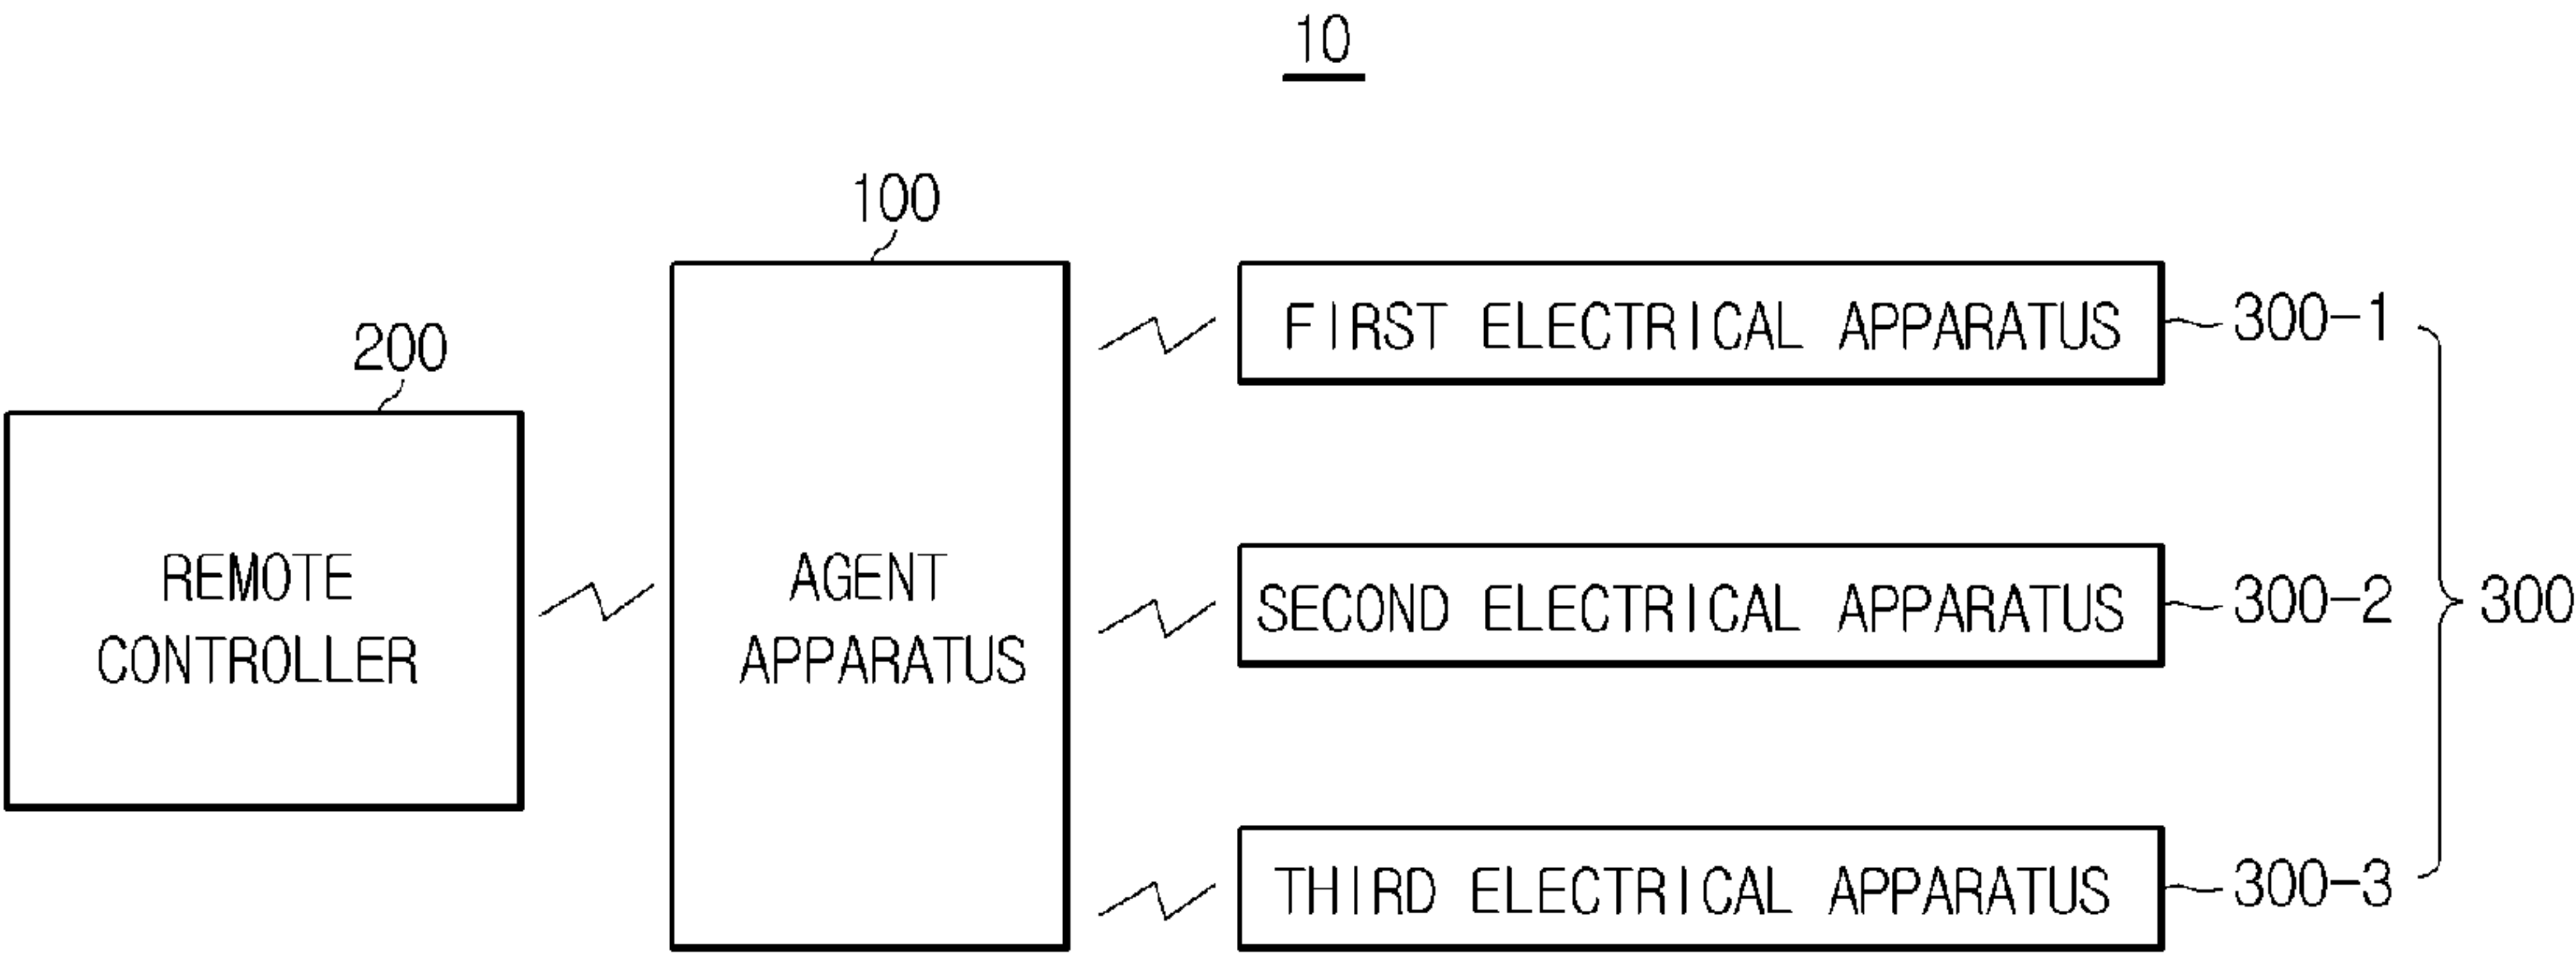 10
100
200
REMOTE
CONTROLLER
AGENT
APPARATUS
FIRST ELECTRICAL APPARATUS
300-1
SECOND ELECTRICAL APPARATUS
300-2
300
THIRD ELECTRICAL APPARATUS
300-3